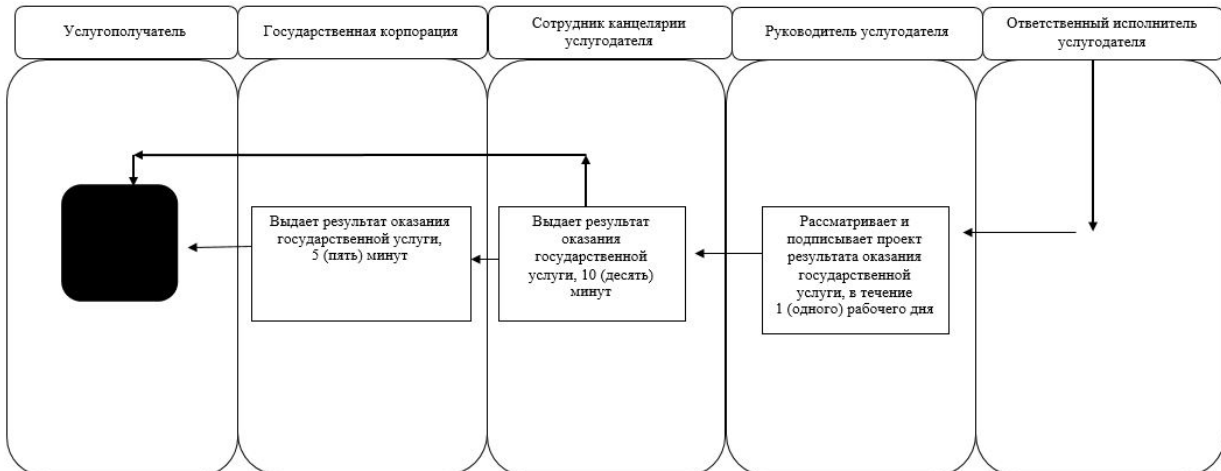 Услугополучатель
Государственная корпорация
Сотрудник канцелярии
услугодателя
Руководитель услугодателя
Ответственный исполнитель
услугодателя
Выдает результат оказания
государственной услуги,
5 (пять) минут
Выдает результат
оказания
государственной
услуги, 10 (десять)
минут
Рассматривает и
подписывает проект
результата оказания
государственной
услуги, в течение
1 (одного) рабочего дня